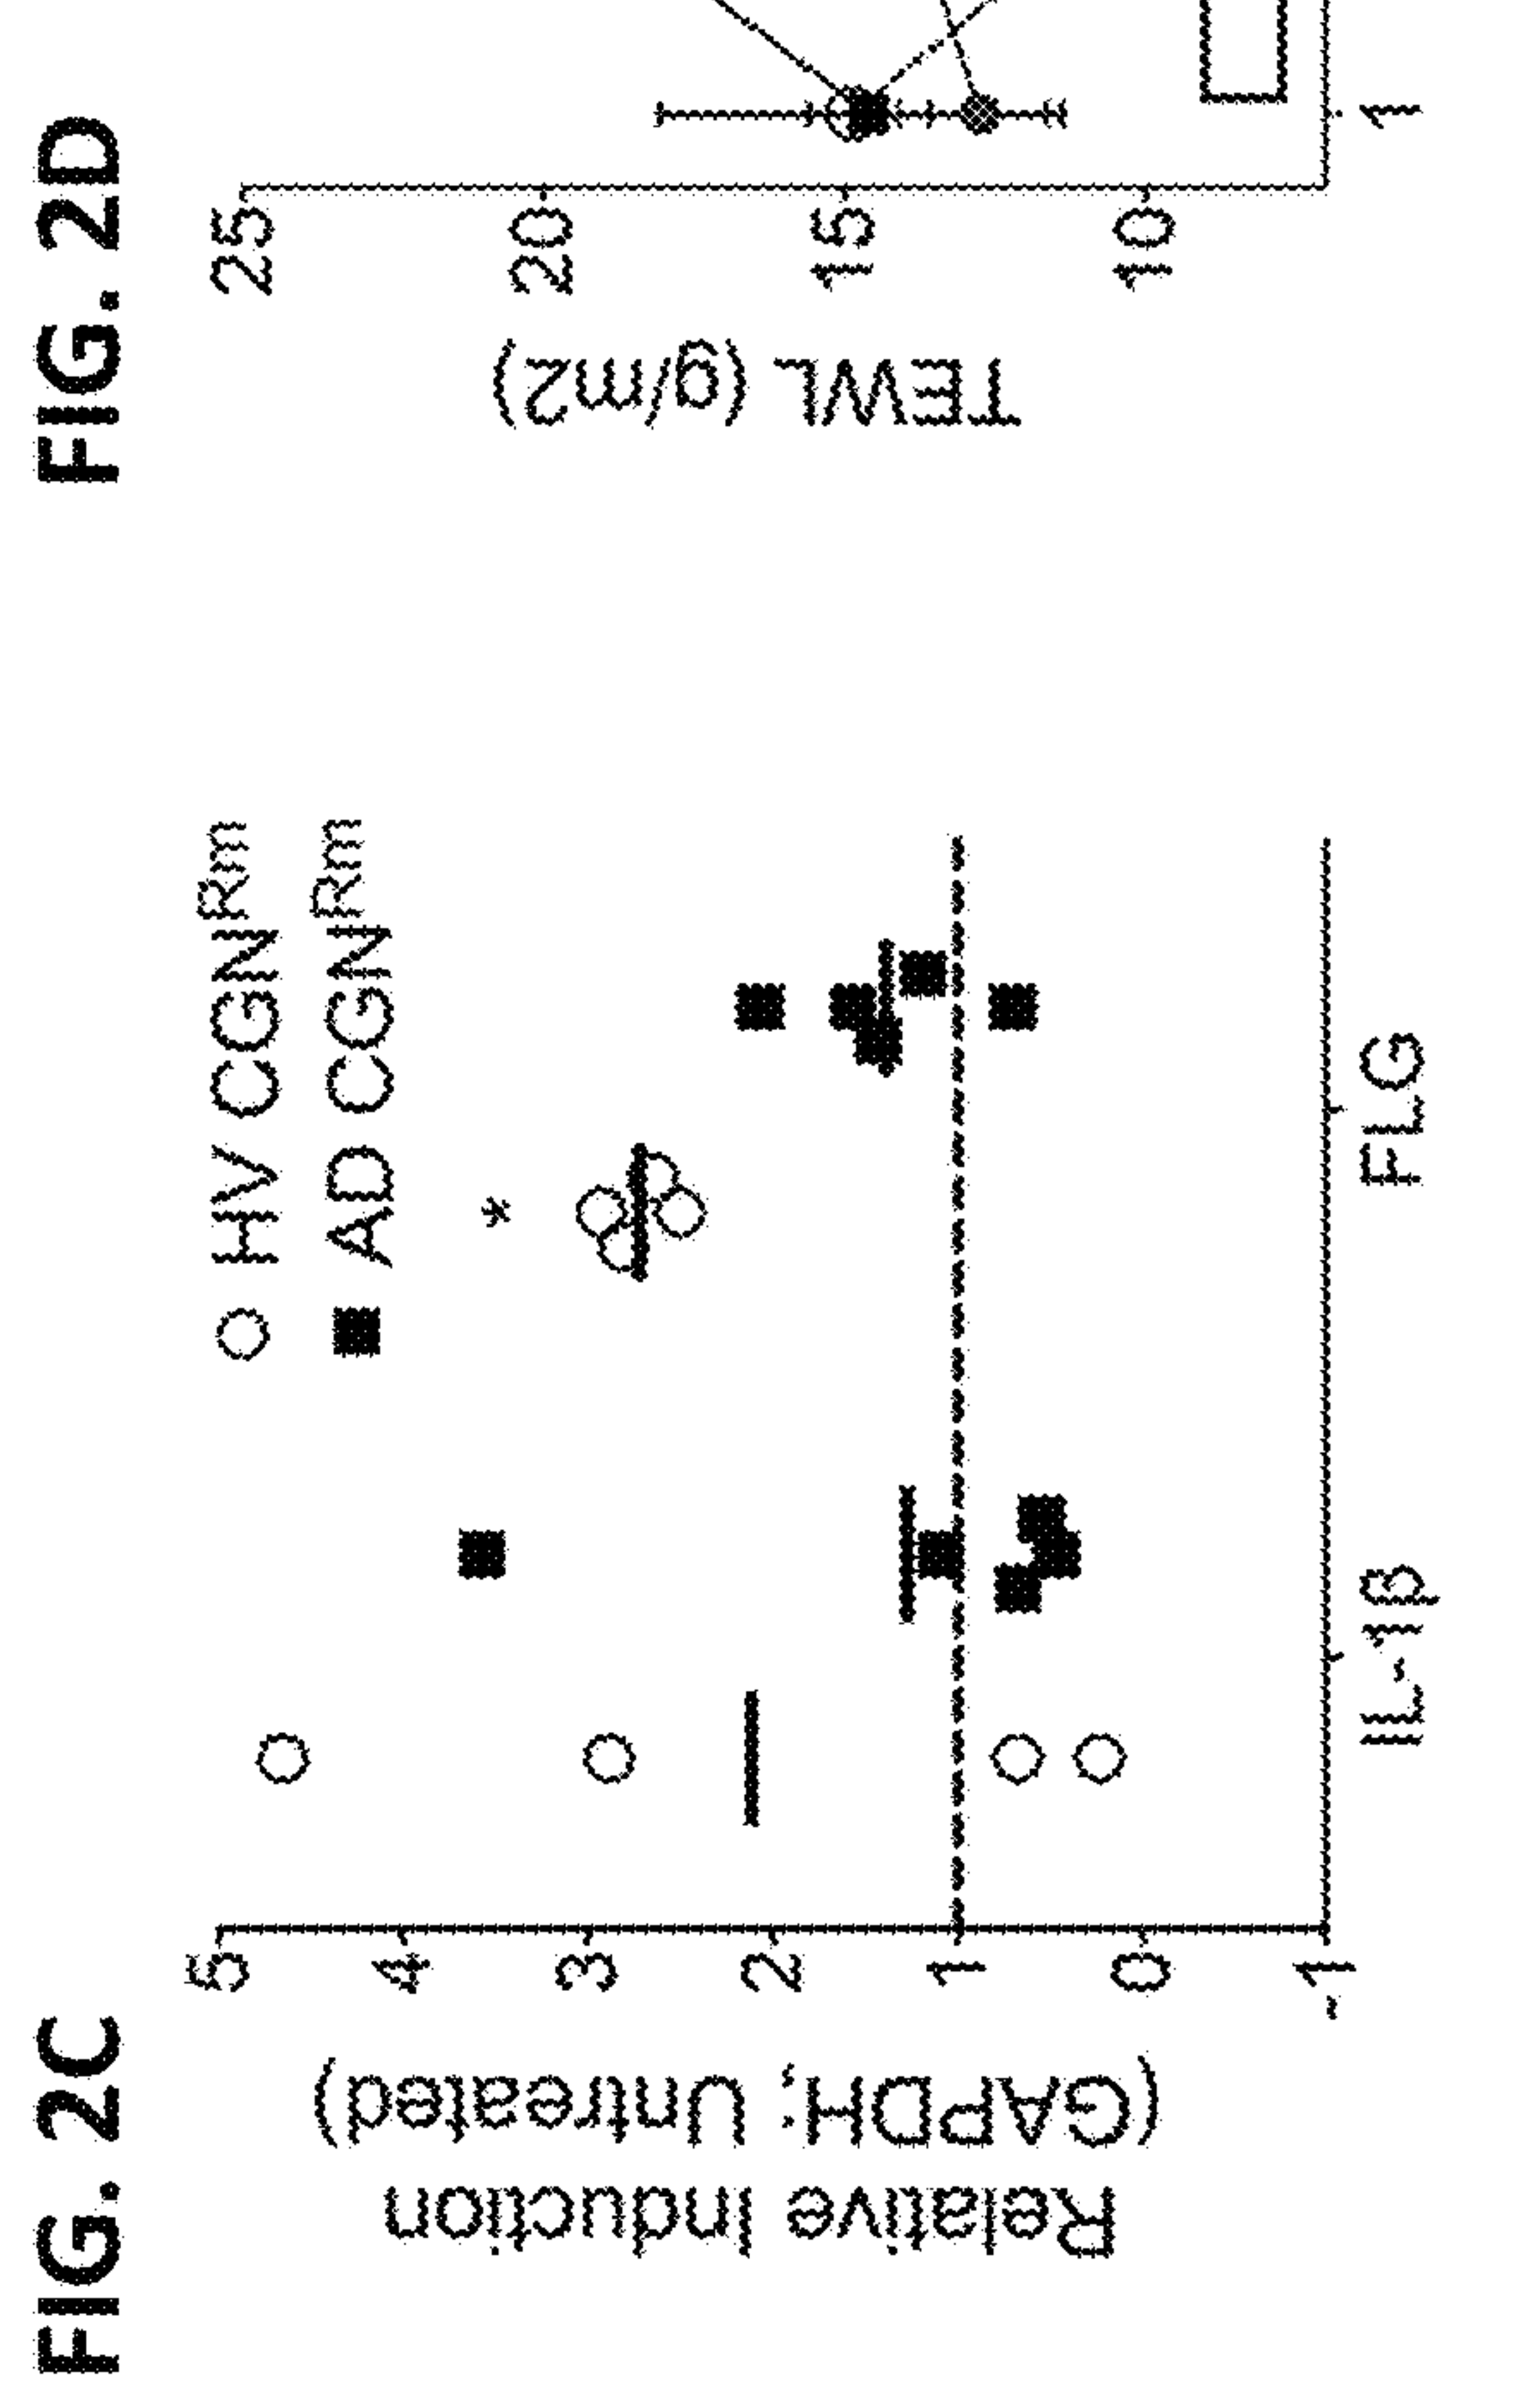 FIG. 2C
Relative Induction
(GAPDH; Untreated)
5
4
3
2
1
0
-1
○ HV CGN Rm
■ AD CGN Rm
*
IL-1β
FLG
FIG. 2D
TEWL (g/m2)
25
20
15
10
1